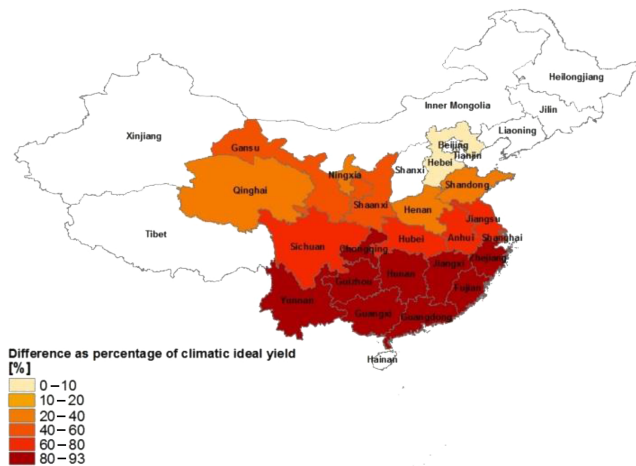 Heilongjiang
Jilin
Inner Mongolia
Liaoning
Xinjiang
Beijing
Tianjin
Hebei
Gansu
Shanxi
Ningxia
Qinghai
Shandong
Shaanxi
Henan
Jiangsu
Tibet
Sichuan
Hubei
Anhui
Shanghai
Chongqing
Zhejiang
Hunan
Jiangxi
Guizhou
Fujian
Yunnan
Guangxi
Guangdong
Hainan
Difference as percentage of climatic ideal yield
[%]
0–10
10–20
20–40
40–60
60–80
80–93